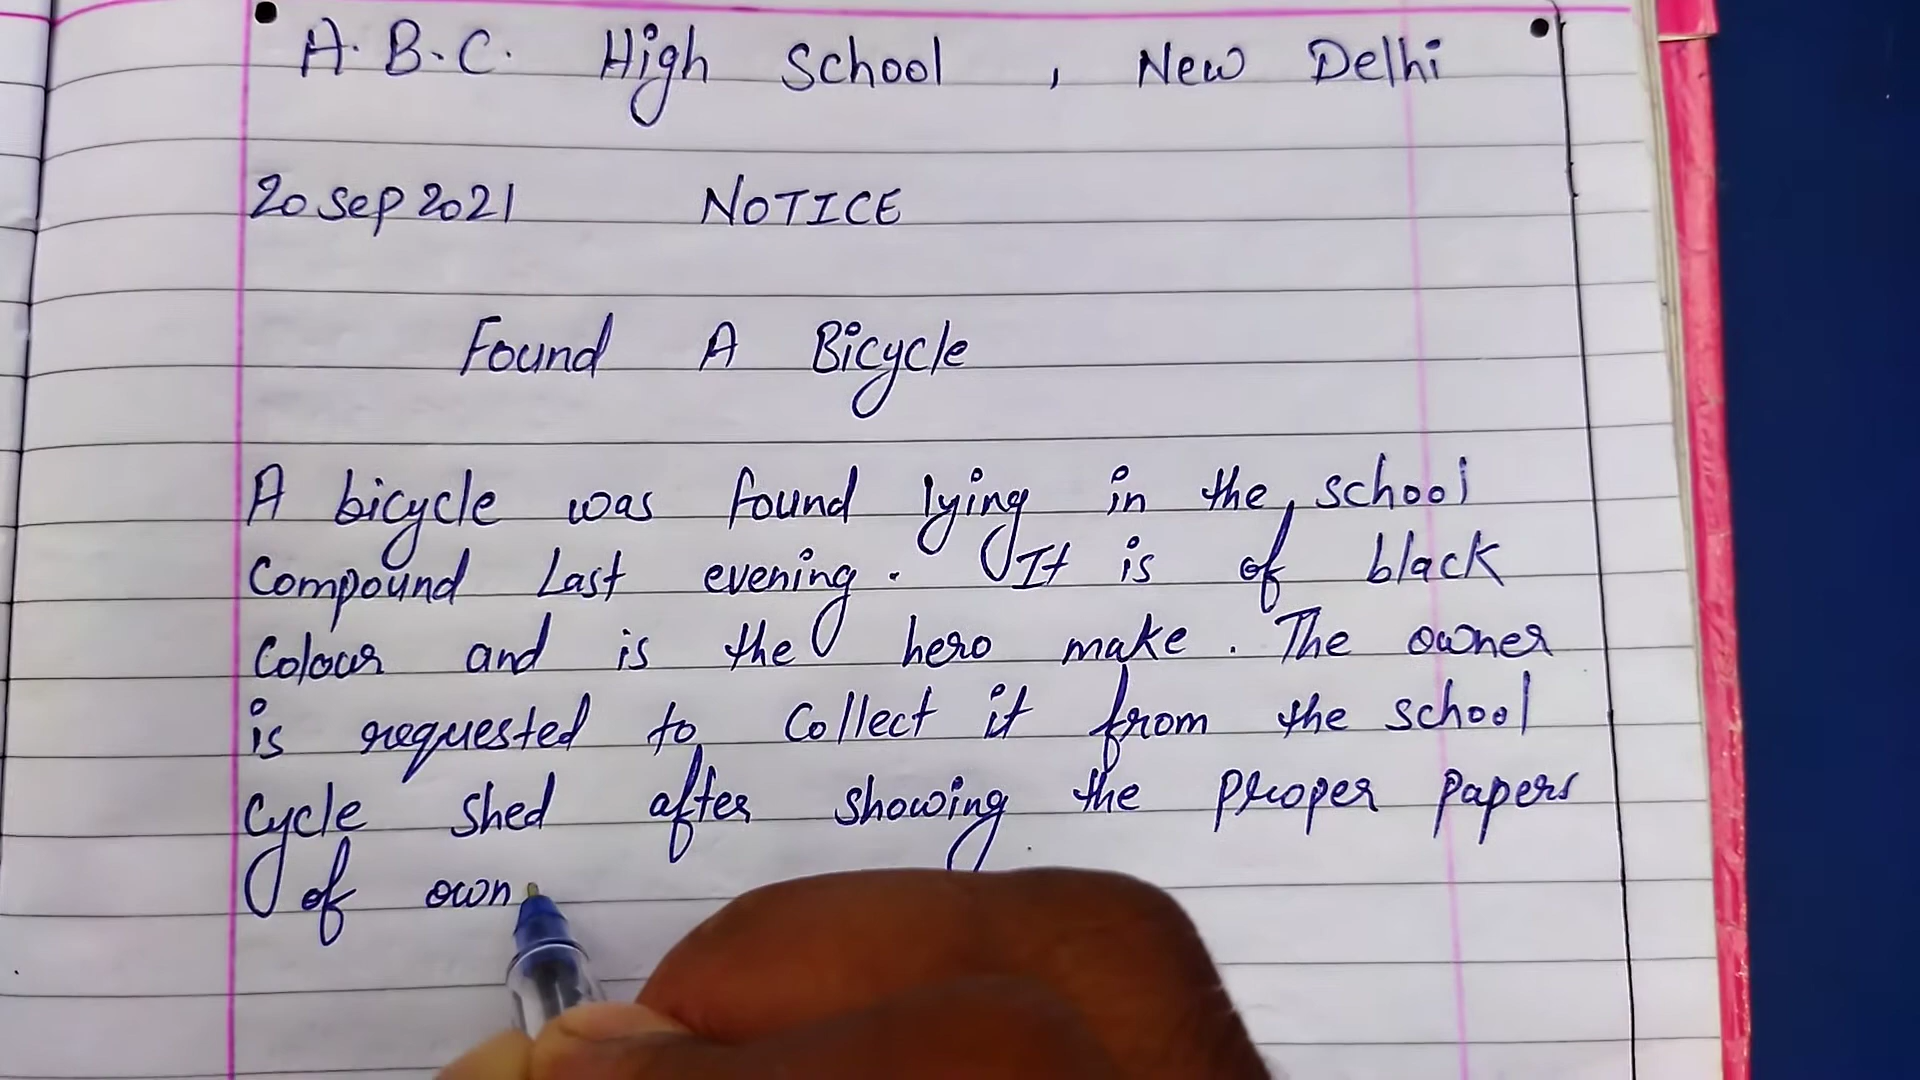 A.B.C. High School, New Delhi
20 Sep 2021 NOTICE
Found A Bicycle
A bicycle was found lying in the school
Compound Last evening. It is of black
Colour and is the hero make. The owner
is requested to Collect it from the school
Cycle Shed after showing the proper papers
of own